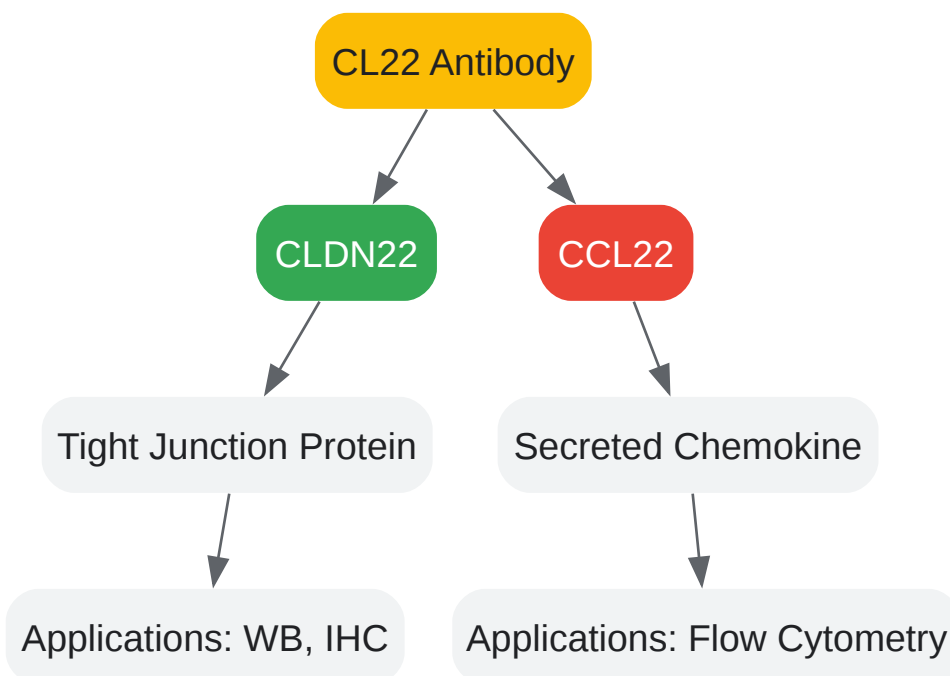 CL22 Antibody
CLDN22
CCL22
Tight Junction Protein
Secreted Chemokine
Applications: WB, IHC
Applications: Flow Cytometry